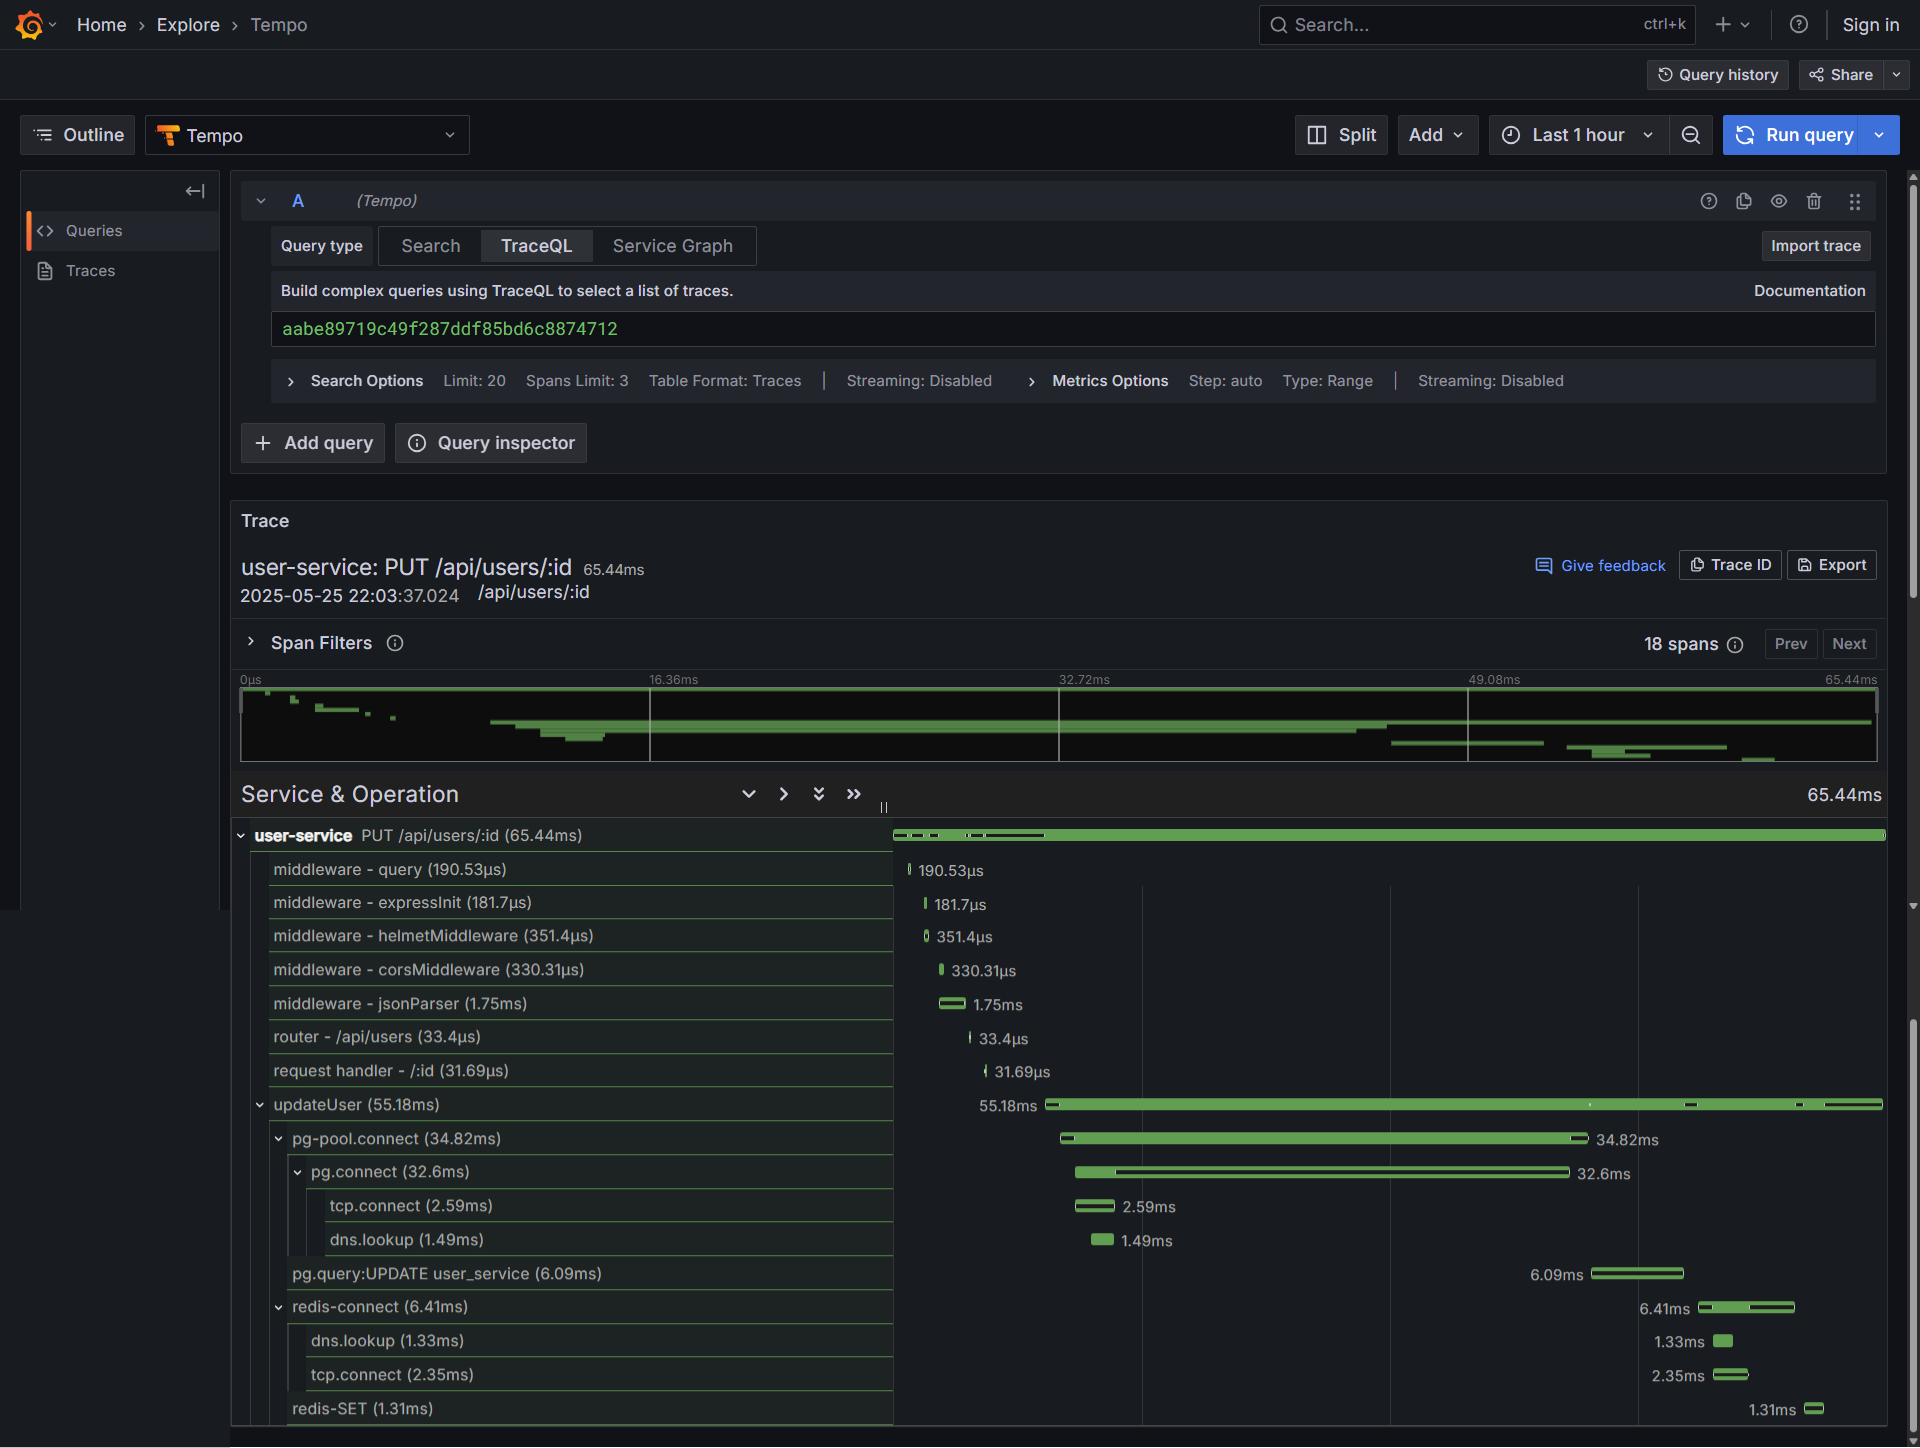 Home › Explore › Tempo
Search... ctrl+k
Sign in
Query history
Share
Outline
Tempo
Split
Add
Last 1 hour
Run query
Queries
Traces
A (Tempo)
Query type Search TraceQL Service Graph
Import trace
Build complex queries using TraceQL to select a list of traces.
Documentation
aabe89719c49f287ddf85bd6c8874712
Search Options Limit: 20 Spans Limit: 3 Table Format: Traces | Streaming: Disabled
Metrics Options Step: auto Type: Range | Streaming: Disabled
Add query
Query inspector
Trace
user-service: PUT /api/users/:id 65.44ms
Give feedback
Trace ID
Export
2025-05-25 22:03:37.024 /api/users/:id
Span Filters
18 spans
Prev
Next
0μs 16.36ms 32.72ms 49.08ms 65.44ms
Service & Operation
65.44ms
user-service PUT /api/users/:id (65.44ms)
middleware - query (190.53μs) 190.53μs
middleware - expressInit (181.7μs) 181.7μs
middleware - helmetMiddleware (351.4μs) 351.4μs
middleware - corsMiddleware (330.31μs) 330.31μs
middleware - jsonParser (1.75ms) 1.75ms
router - /api/users (33.4μs) 33.4μs
request handler - /:id (31.69μs) 31.69μs
updateUser (55.18ms) 55.18ms
pg-pool.connect (34.82ms) 34.82ms
pg.connect (32.6ms) 32.6ms
tcp.connect (2.59ms) 2.59ms
dns.lookup (1.49ms) 1.49ms
pg.query:UPDATE user_service (6.09ms) 6.09ms
redis-connect (6.41ms) 6.41ms
dns.lookup (1.33ms) 1.33ms
tcp.connect (2.35ms) 2.35ms
redis-SET (1.31ms) 1.31ms